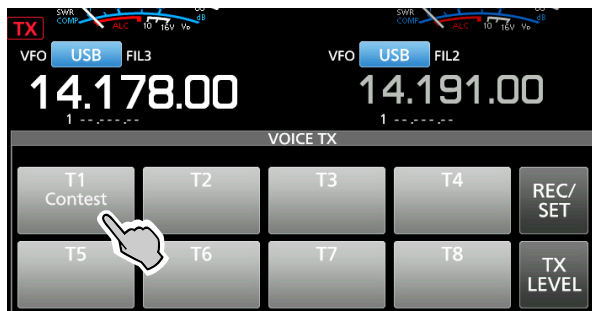 SWR
COMP
ALC 10 16V Vᴅ dB
SWR
COMP
ALC 10 16V Vᴅ dB
TX
VFO USB FIL3
VFO USB FIL2
14.178.00
14.191.00
1 --.---.--
1 --.---.--
VOICE TX
T1
Contest
T2
T3
T4
REC/
SET
T5
T6
T7
T8
TX
LEVEL